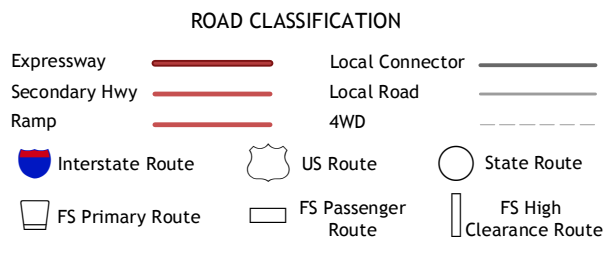 ROAD CLASSIFICATION
Expressway
Secondary Hwy
Ramp
Local Connector
Local Road
4WD
Interstate Route
US Route
State Route
FS Primary Route
FS Passenger
Route
FS High
Clearance Route